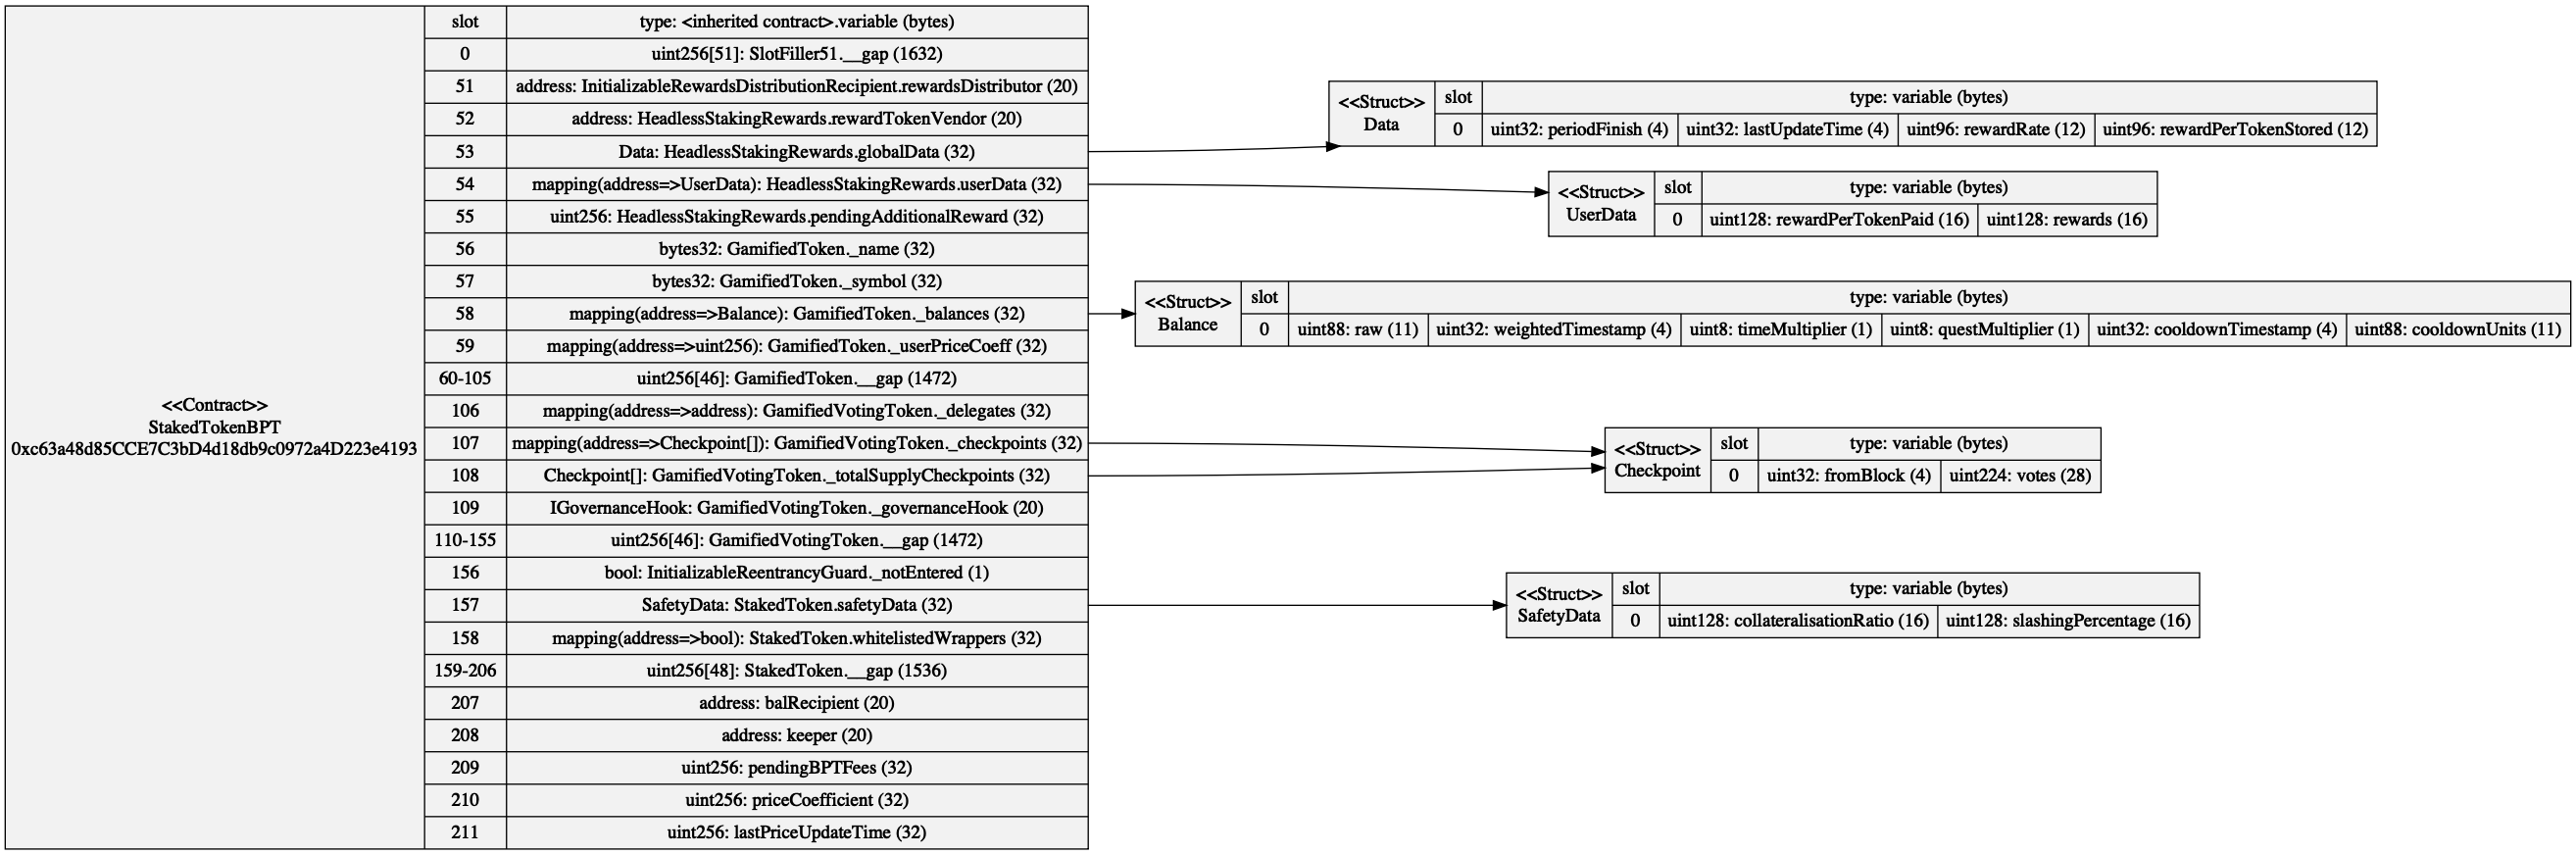 <<Contract>>
StakedTokenBPT
0xc63a48d85CCE7C3bD4d18db9c0972a4D223e4193
slot type: <inherited contract>.variable (bytes)
0 uint256[51]: SlotFiller51.__gap (1632)
51 address: InitializableRewardsDistributionRecipient.rewardsDistributor (20)
52 address: HeadlessStakingRewards.rewardTokenVendor (20)
53 Data: HeadlessStakingRewards.globalData (32)
54 mapping(address=>UserData): HeadlessStakingRewards.userData (32)
55 uint256: HeadlessStakingRewards.pendingAdditionalReward (32)
56 bytes32: GamifiedToken._name (32)
57 bytes32: GamifiedToken._symbol (32)
58 mapping(address=>Balance): GamifiedToken._balances (32)
59 mapping(address=>uint256): GamifiedToken._userPriceCoeff (32)
60-105 uint256[46]: GamifiedToken.__gap (1472)
106 mapping(address=>address): GamifiedVotingToken._delegates (32)
107 mapping(address=>Checkpoint[]): GamifiedVotingToken._checkpoints (32)
108 Checkpoint[]: GamifiedVotingToken._totalSupplyCheckpoints (32)
109 IGovernanceHook: GamifiedVotingToken._governanceHook (20)
110-155 uint256[46]: GamifiedVotingToken.__gap (1472)
156 bool: InitializableReentrancyGuard._notEntered (1)
157 SafetyData: StakedToken.safetyData (32)
158 mapping(address=>bool): StakedToken.whitelistedWrappers (32)
159-206 uint256[48]: StakedToken.__gap (1536)
207 address: balRecipient (20)
208 address: keeper (20)
209 uint256: pendingBPTFees (32)
210 uint256: priceCoefficient (32)
211 uint256: lastPriceUpdateTime (32)
<<Struct>>
Data
slot type: variable (bytes)
0 uint32: periodFinish (4) uint32: lastUpdateTime (4) uint96: rewardRate (12) uint96: rewardPerTokenStored (12)
<<Struct>>
UserData
slot type: variable (bytes)
0 uint128: rewardPerTokenPaid (16) uint128: rewards (16)
<<Struct>>
Balance
slot type: variable (bytes)
0 uint88: raw (11) uint32: weightedTimestamp (4) uint8: timeMultiplier (1) uint8: questMultiplier (1) uint32: cooldownTimestamp (4) uint88: cooldownUnits (11)
<<Struct>>
Checkpoint
slot type: variable (bytes)
0 uint32: fromBlock (4) uint224: votes (28)
<<Struct>>
SafetyData
slot type: variable (bytes)
0 uint128: collateralisationRatio (16) uint128: slashingPercentage (16)